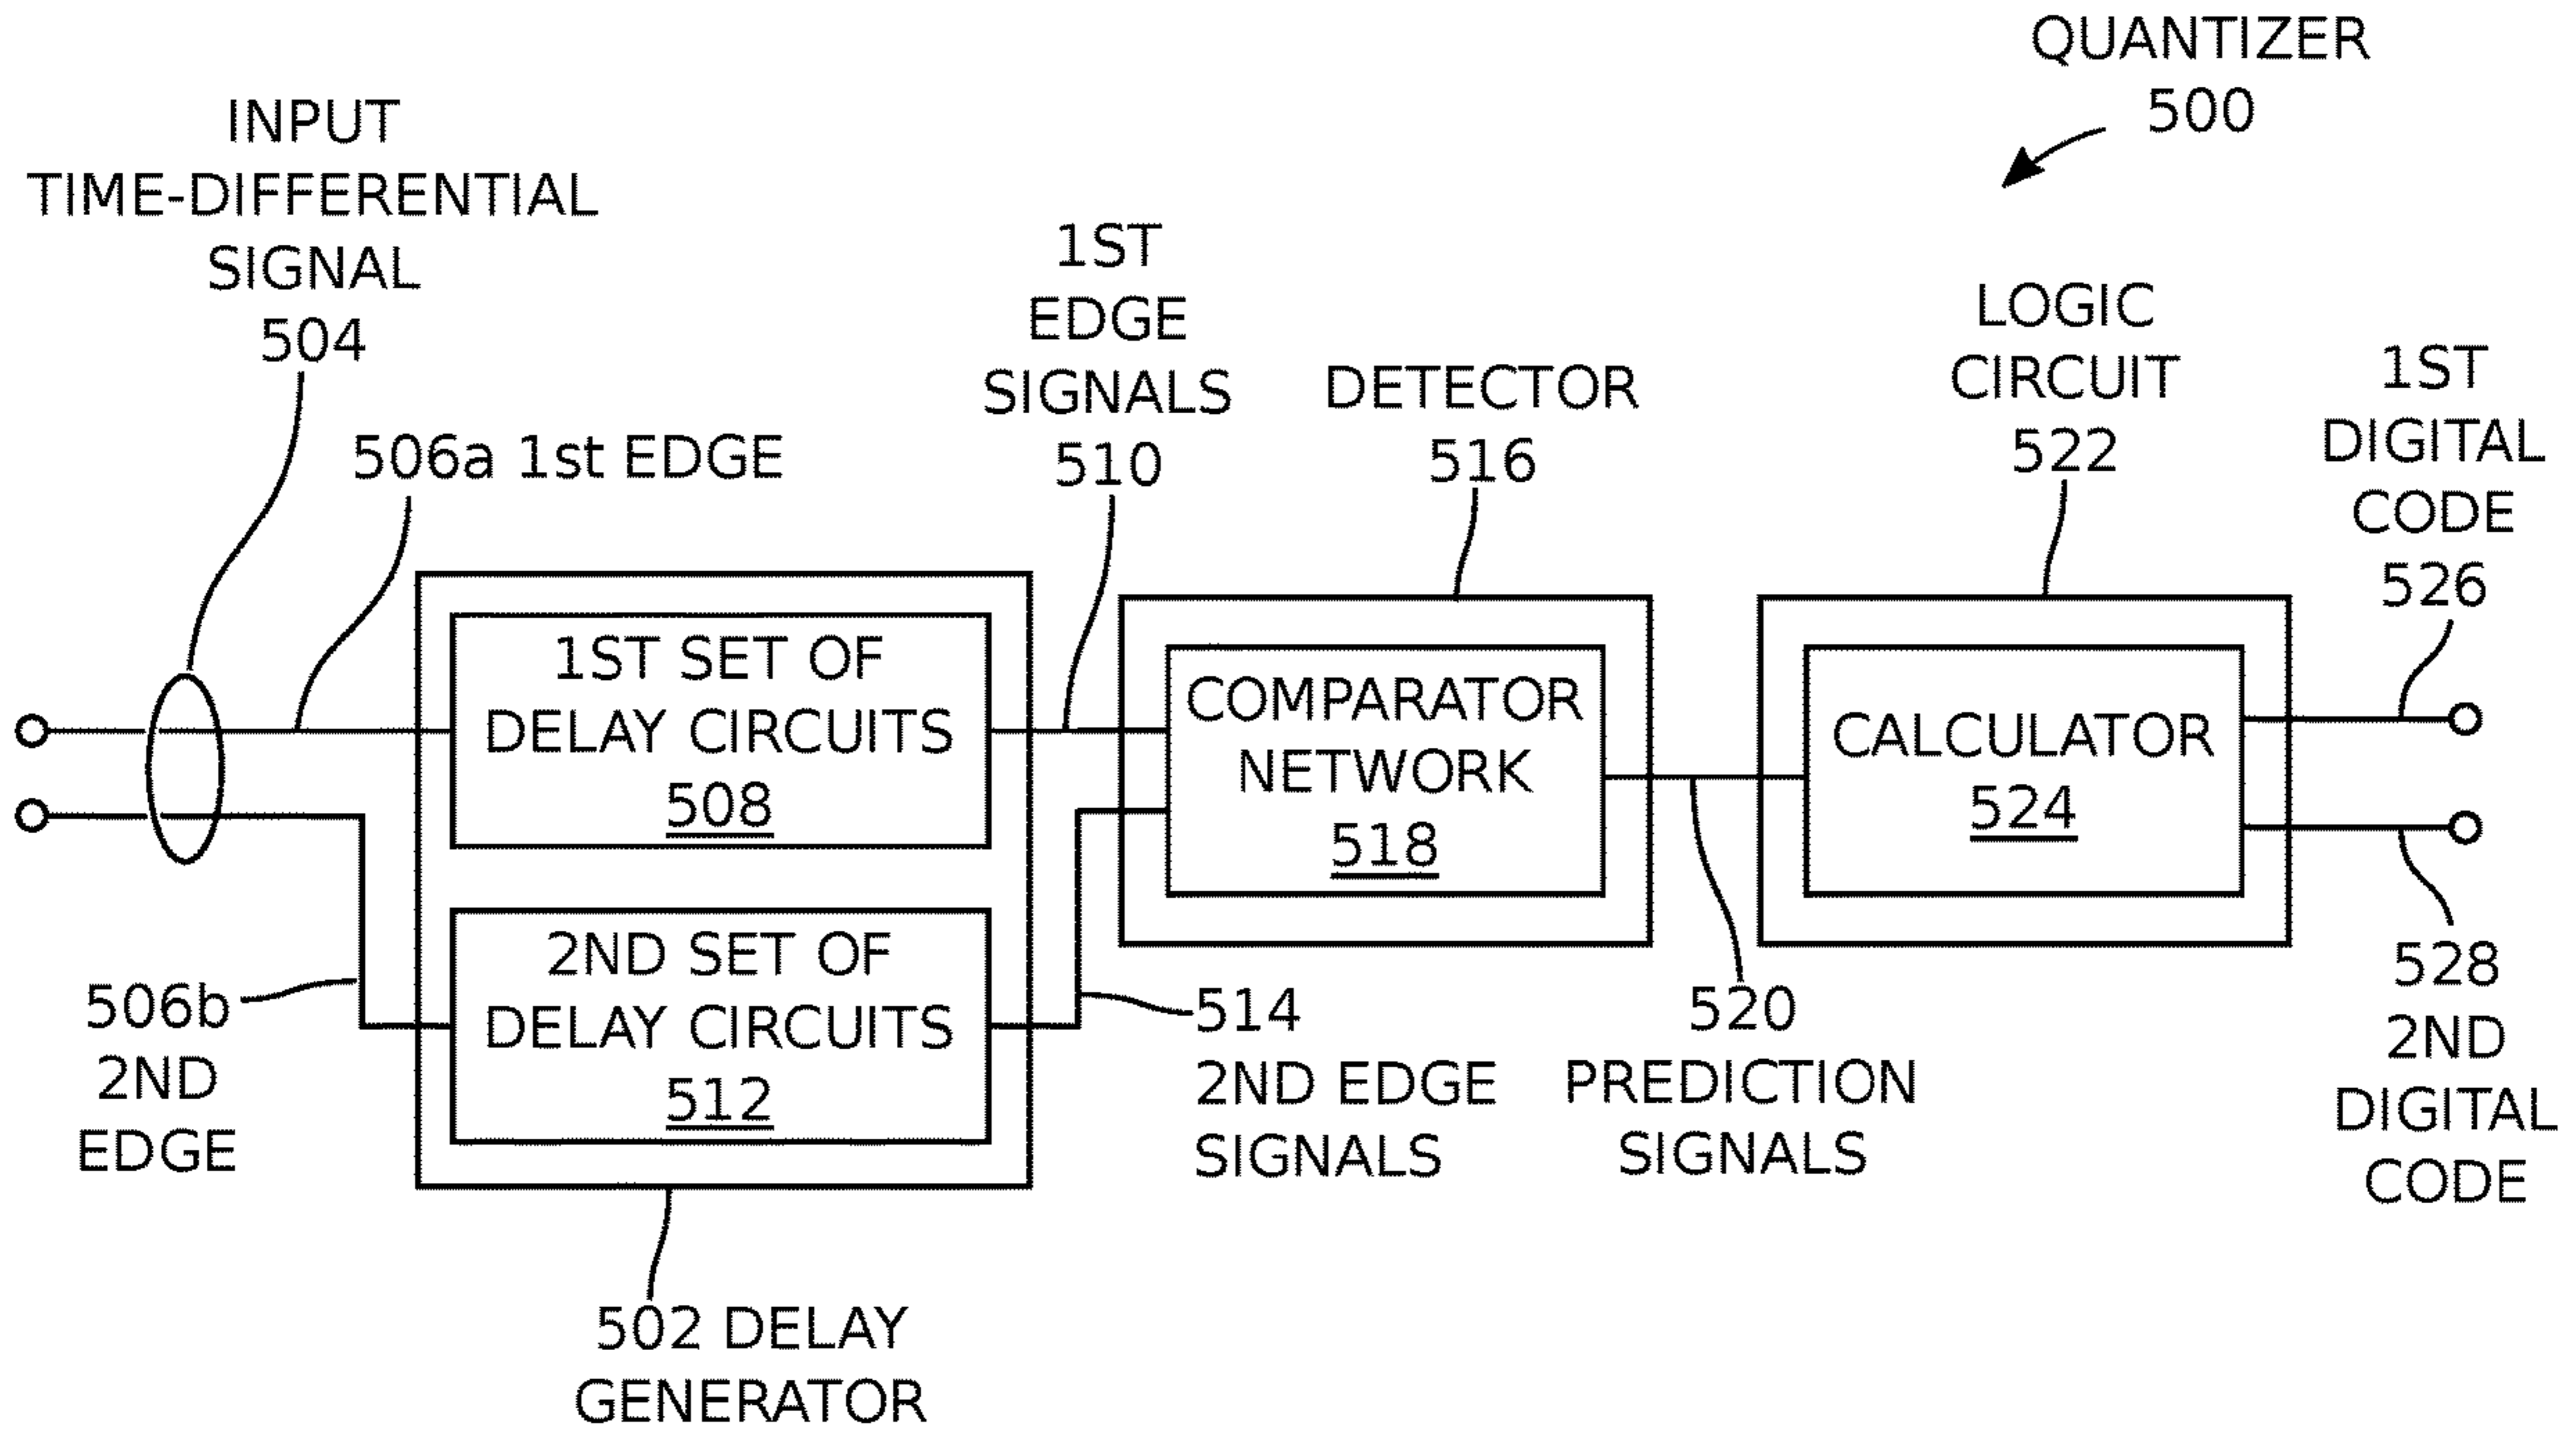 QUANTIZER
500
INPUT
TIME-DIFFERENTIAL
SIGNAL
504
506a 1st EDGE
1ST
EDGE
SIGNALS
510
DETECTOR
516
LOGIC
CIRCUIT
522
1ST
DIGITAL
CODE
526
1ST SET OF
DELAY CIRCUITS
508
COMPARATOR
NETWORK
518
CALCULATOR
524
2ND SET OF
DELAY CIRCUITS
512
506b
2ND
EDGE
514
2ND EDGE
SIGNALS
520
PREDICTION
SIGNALS
528
2ND
DIGITAL
CODE
502 DELAY
GENERATOR